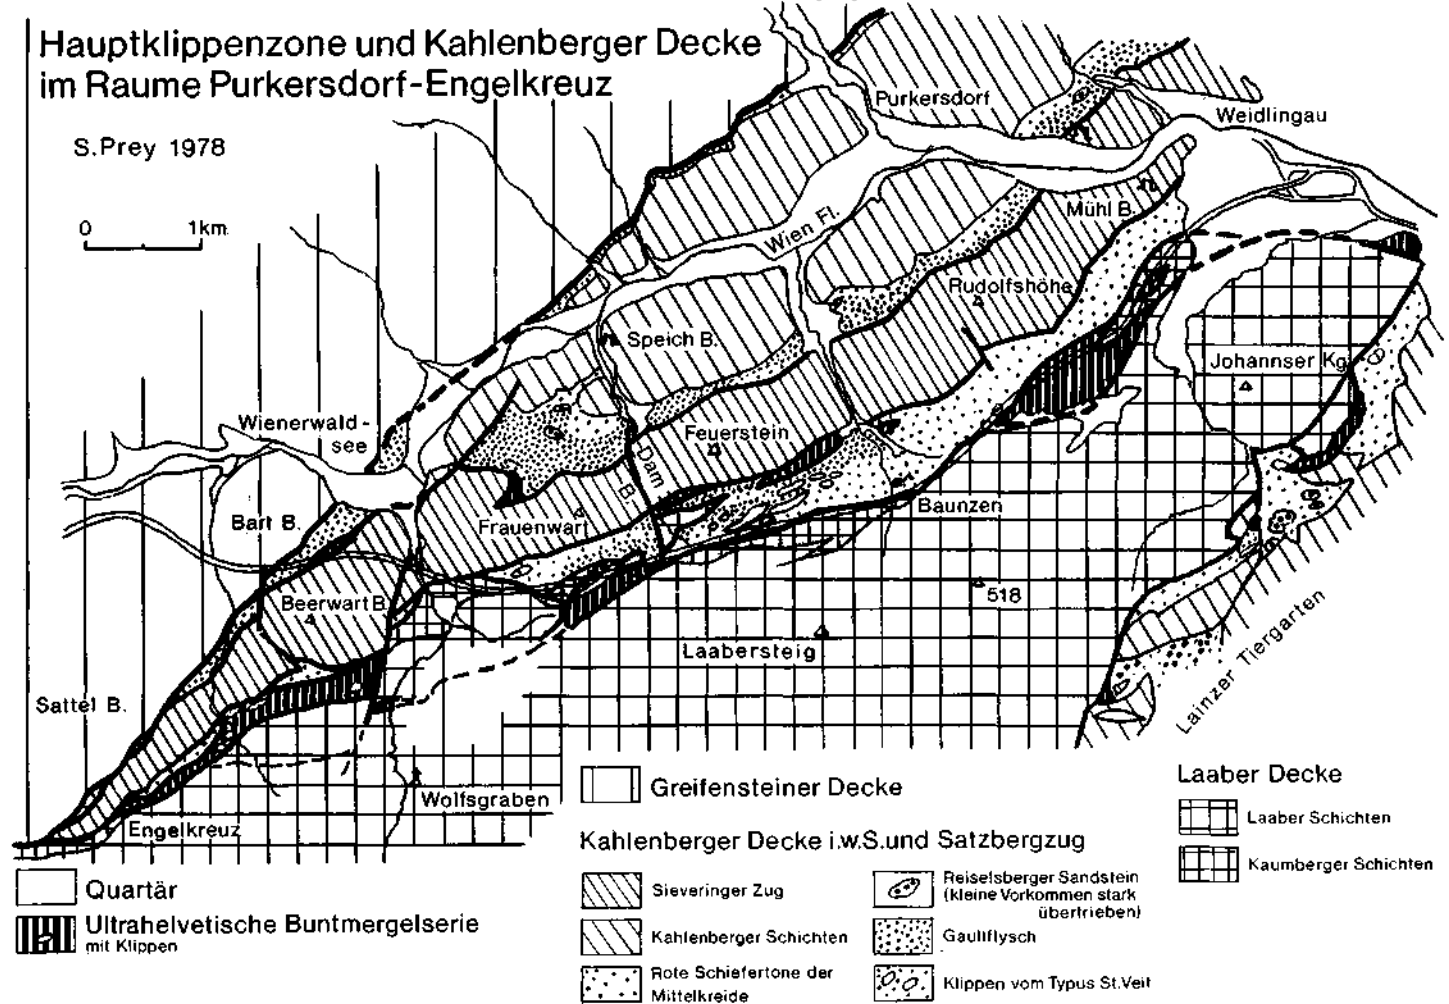 Hauptklippenzone und Kahlenberger Decke
im Raume Purkersdorf-Engelkreuz
S.Prey 1978
0 1km
Purkersdorf
Weidlingau
Mühl B.
Wien Fl.
Rudolfshöhe
Speich B.
Johannser Kg
Wienerwald-
see
Feuerstein
Dam
B.
Bart B.
Frauenwart
Baunzen
Beerwart B.
518
Laabersteig
Sattel B.
Lainzer Tiergarten
Wolfsgraben
Engelkreuz
Quartär
Ultrahelvetische Buntmergelserie
mit Klippen
Greifensteiner Decke
Kahlenberger Decke i.w.S.und Satzbergzug
Sieveringer Zug
Kahlenberger Schichten
Rote Schiefertone der
Mittelkreide
Reiselsberger Sandstein
(kleine Vorkommen stark
übertrieben)
Gaultflysch
Klippen vom Typus St.Veit
Laaber Decke
Laaber Schichten
Kaumberger Schichten